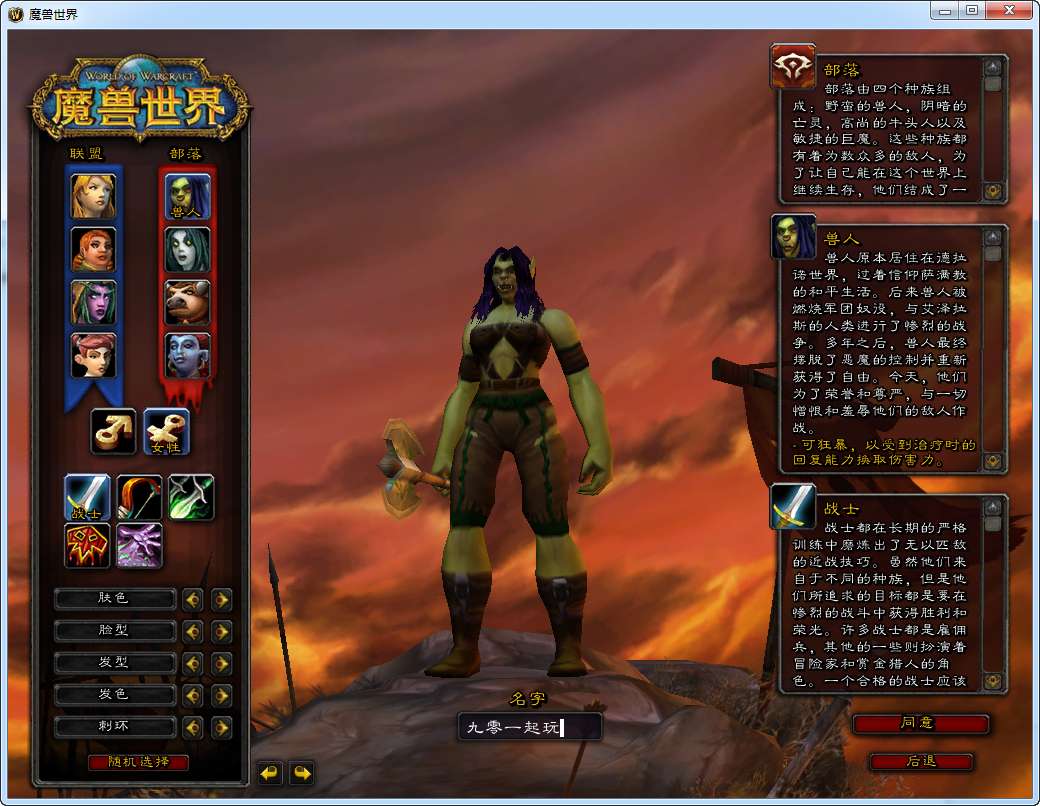 魔兽世界
WORLD OF WARCRAFT
魔兽世界
联盟
部落
兽人
女性
战士
肤色
脸型
发型
发色
刺环
随机选择
名字
九零一起玩
部落
部落由四个种族组
成：野蛮的兽人，阴暗的
亡灵，高尚的牛头人以及
敏捷的巨魔。这些种族都
有着为数众多的敌人，为
了让自己能在这个世界上
继续生存，他们结成了一
兽人
兽人原本居住在德拉
诺世界，过着信仰萨满教
的和平生活。后来兽人被
燃烧军团奴役，与艾泽拉
斯的人类进行了惨烈的战
争。多年之后，兽人最终
摆脱了恶魔的控制并重新
获得了自由。今天，他们
为了荣誉和尊严，与一切
憎恨和羞辱他们的敌人作
战。
- 可狂暴，以受到治疗时的
回复能力换取伤害力。
战士
战士都在长期的严格
训练中磨炼出了无以匹敌
的近战技巧。虽然他们来
自于不同的种族，但是他
们所追求的目标都是要在
惨烈的战斗中获得胜利和
荣光。许多战士都是雇佣
兵，其他的一些则扮演着
冒险家和赏金猎人的角
色。一个合格的战士应该
同意
后退